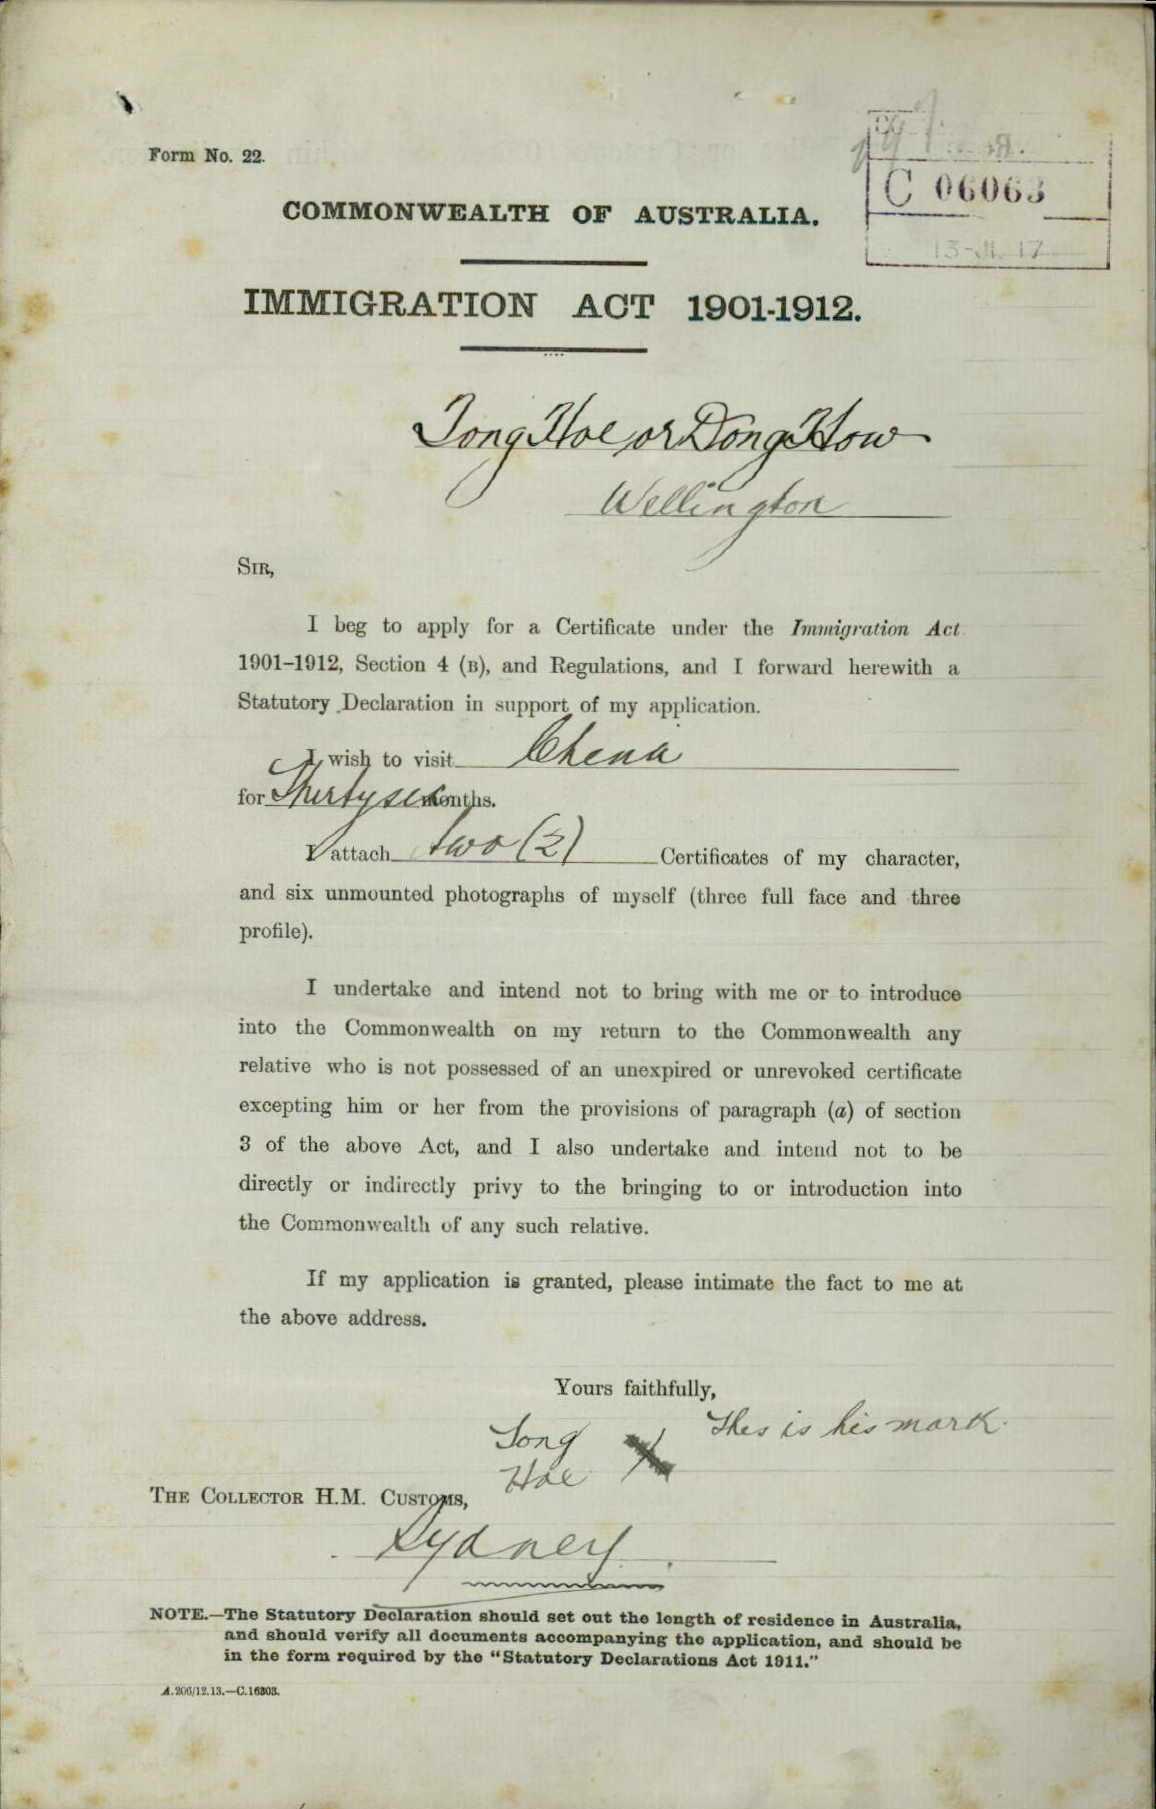 Form No. 22.
C 06063
13-JL. 17
COMMONWEALTH OF AUSTRALIA.
IMMIGRATION ACT 1901-1912.
Tong Hoe or Dong How
Wellington
SIR,
I beg to apply for a Certificate under the Immigration Act
1901–1912, Section 4 (B), and Regulations, and I forward herewith a
Statutory Declaration in support of my application.
I wish to visit Chena
for Thirty six months.
I attach two (2) Certificates of my character,
and six unmounted photographs of myself (three full face and three
profile).
I undertake and intend not to bring with me or to introduce
into the Commonwealth on my return to the Commonwealth any
relative who is not possessed of an unexpired or unrevoked certificate
excepting him or her from the provisions of paragraph (a) of section
3 of the above Act, and I also undertake and intend not to be
directly or indirectly privy to the bringing to or introduction into
the Commonwealth of any such relative.
If my application is granted, please intimate the fact to me at
the above address.
Yours faithfully,
Tong X This is his mark
Hoe
THE COLLECTOR H.M. CUSTOMS,
Sydney
NOTE.—The Statutory Declaration should set out the length of residence in Australia,
and should verify all documents accompanying the application, and should be
in the form required by the "Statutory Declarations Act 1911."
A.206/12.13.—C.16303.